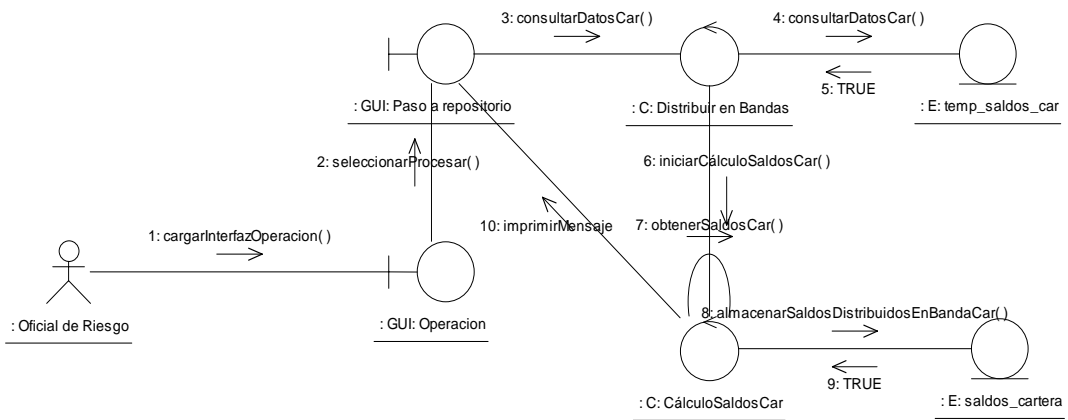 3: consultarDatosCar( )
4: consultarDatosCar( )
5: TRUE
: GUI: Paso a repositorio
: C: Distribuir en Bandas
: E: temp_saldos_car
2: seleccionarProcesar( )
6: iniciarCálculoSaldosCar( )
10: imprimirMensaje
7: obtenerSaldosCar( )
1: cargarInterfazOperacion( )
: Oficial de Riesgo
: GUI: Operacion
8: almacenarSaldosDistribuidosEnBandaCar( )
9: TRUE
: C: CálculoSaldosCar
: E: saldos_cartera